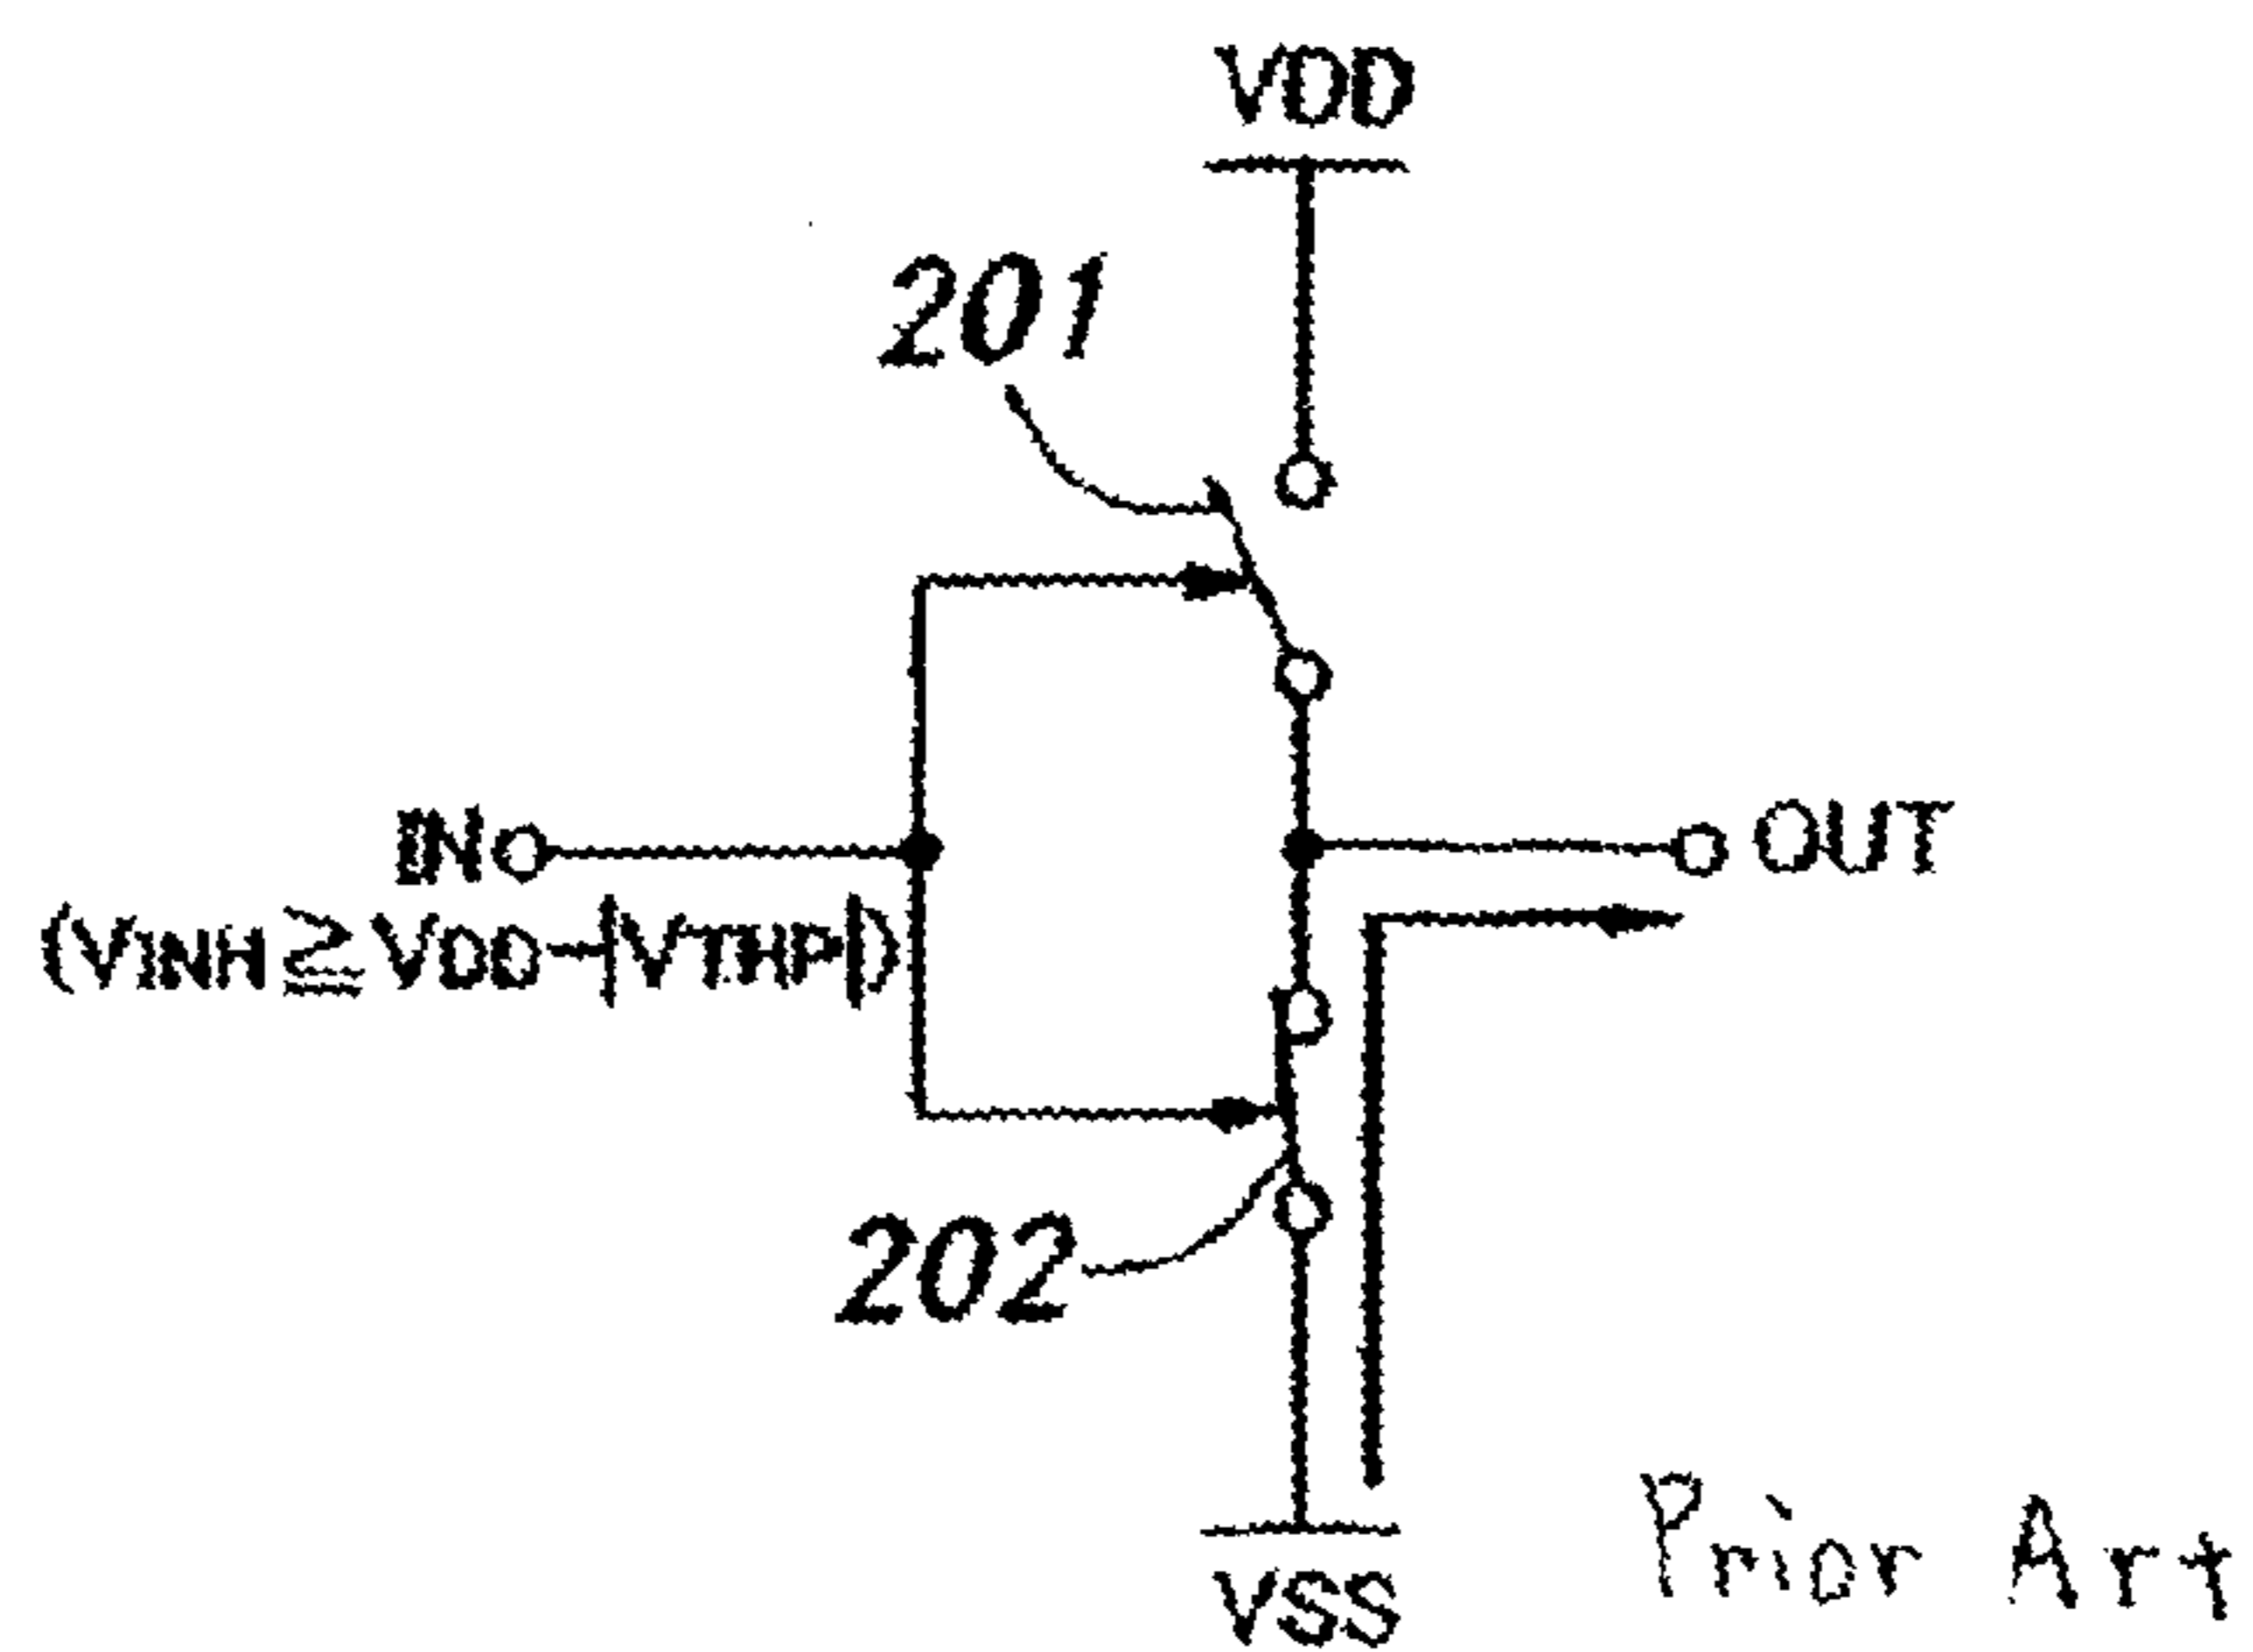 VDD
201
IN
OUT
(VINH≧VDD-|VTHP|)
202
VSS
Prior Art